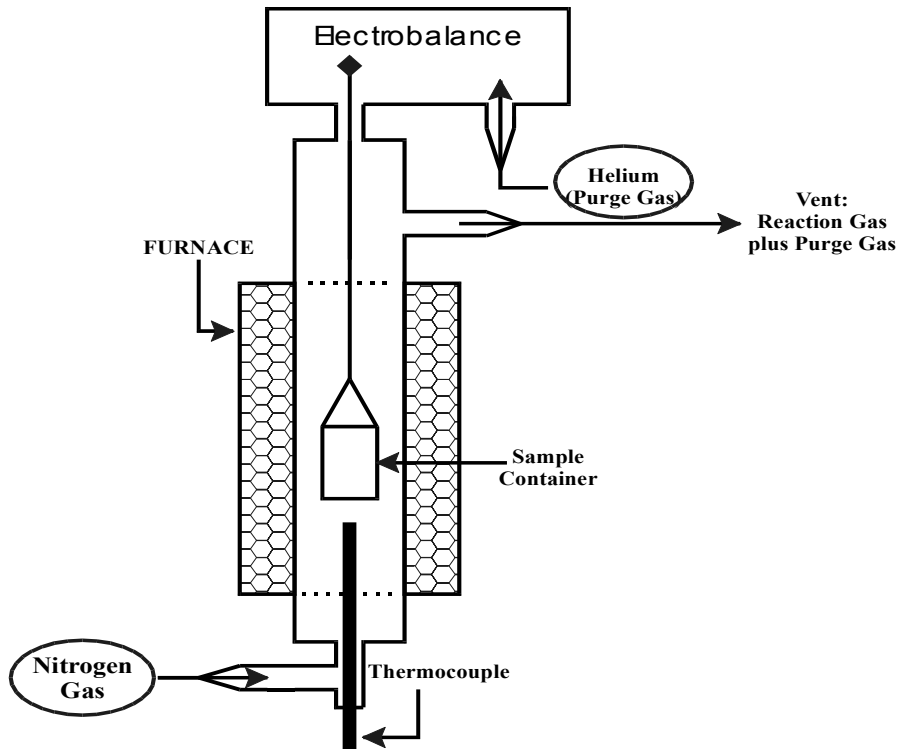 Electrobalance
Helium
(Purge Gas)
Vent:
Reaction Gas
plus Purge Gas
FURNACE
Sample
Container
Nitrogen
Gas
Thermocouple